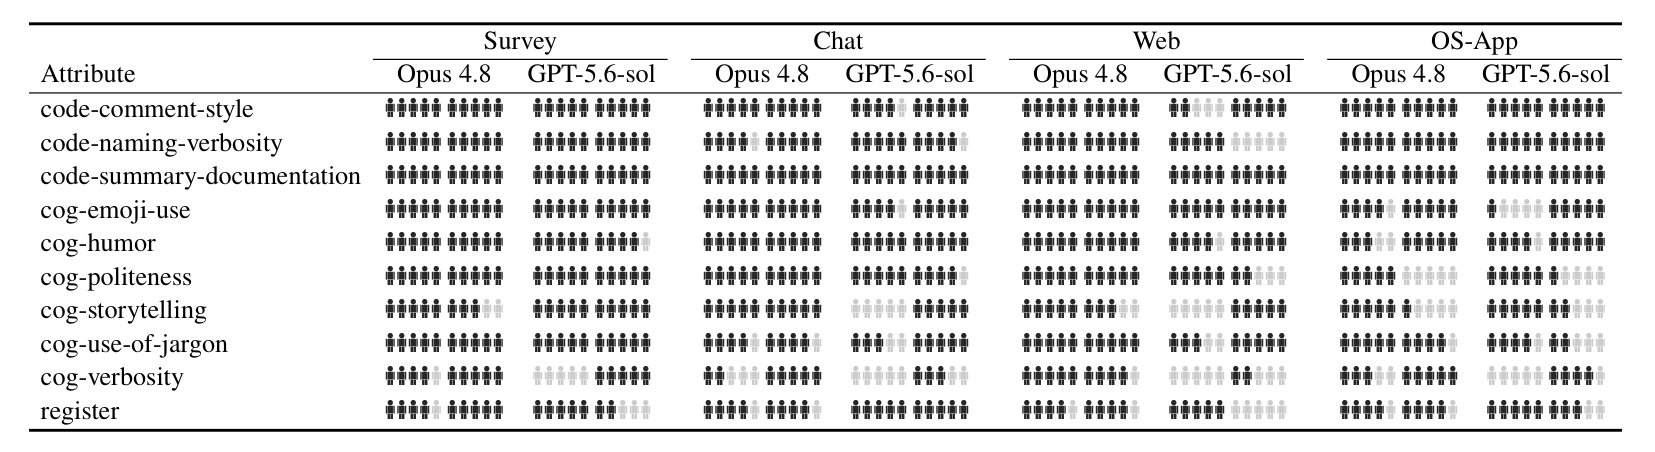 Survey Chat Web OS-App
Attribute Opus 4.8 GPT-5.6-sol Opus 4.8 GPT-5.6-sol Opus 4.8 GPT-5.6-sol Opus 4.8 GPT-5.6-sol
code-comment-style
code-naming-verbosity
code-summary-documentation
cog-emoji-use
cog-humor
cog-politeness
cog-storytelling
cog-use-of-jargon
cog-verbosity
register